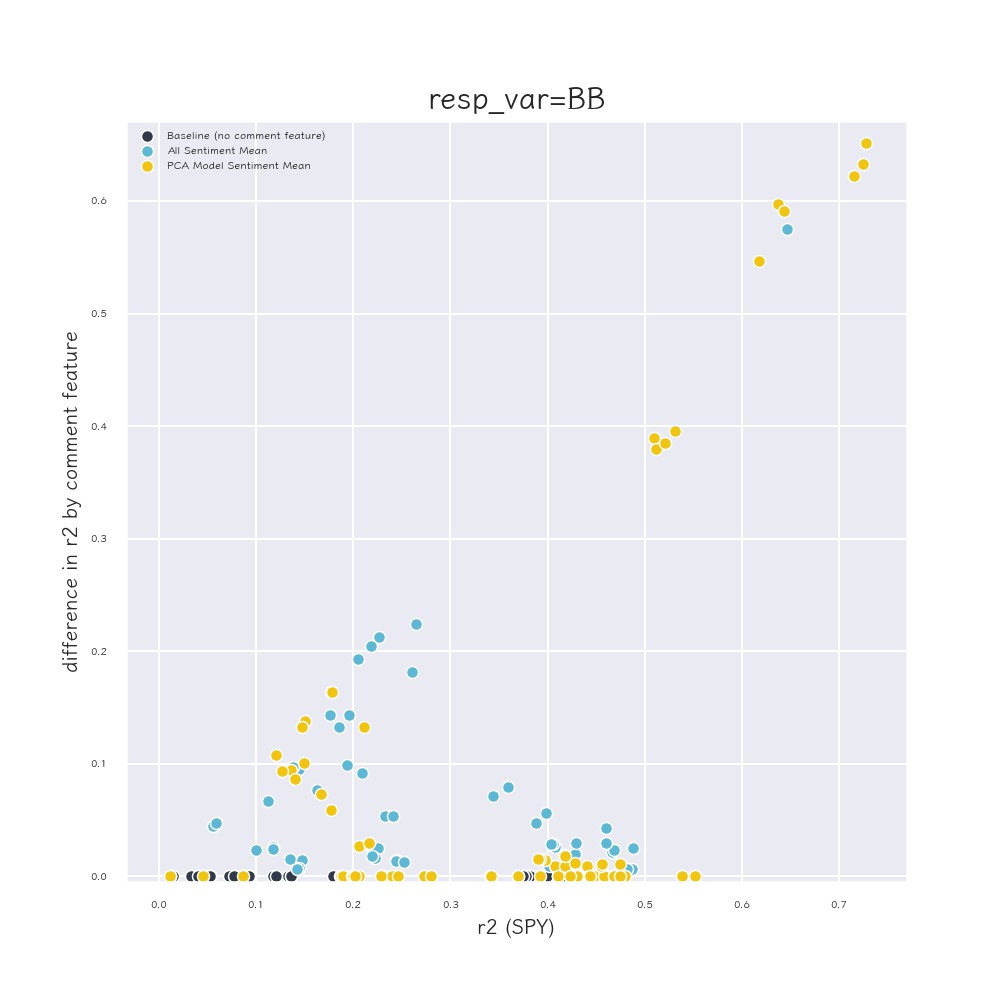 resp_var=BB
Baseline (no comment feature)
All Sentiment Mean
PCA Model Sentiment Mean
difference in r2 by comment feature
0.6
0.5
0.4
0.3
0.2
0.1
0.0
0.0 0.1 0.2 0.3 0.4 0.5 0.6 0.7
r2 (SPY)